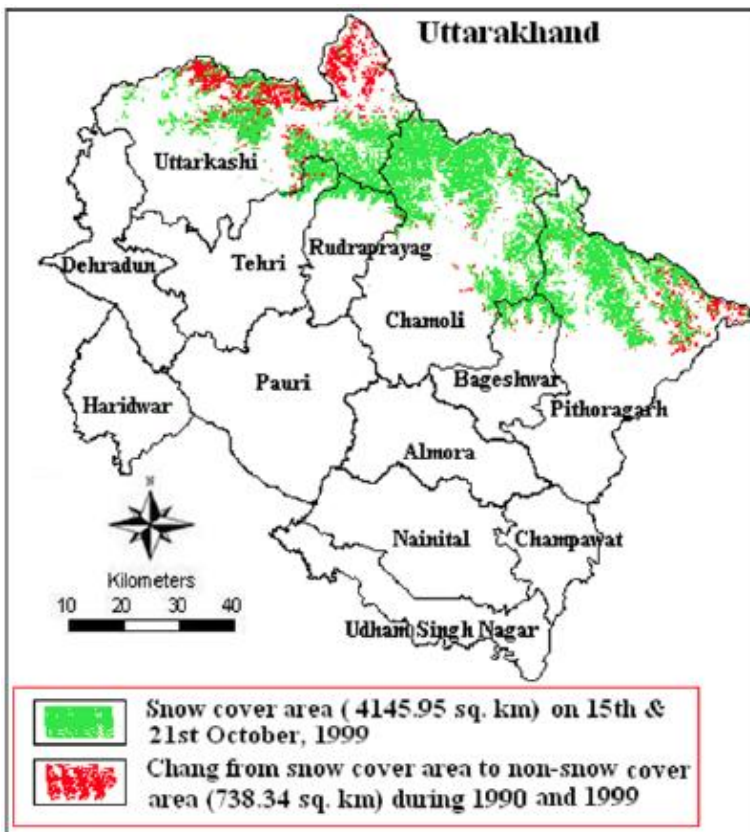 Uttarakhand
Uttarkashi
Dehradun
Tehri
Rudraprayag
Chamoli
Haridwar
Pauri
Bageshwar
Pithoragarh
Almora
Nainital
Champawat
Udham Singh Nagar
N
Kilometers
10 20 30 40
Snow cover area ( 4145.95 sq. km) on 15th &
21st October, 1999
Chang from snow cover area to non-snow cover
area (738.34 sq. km) during 1990 and 1999